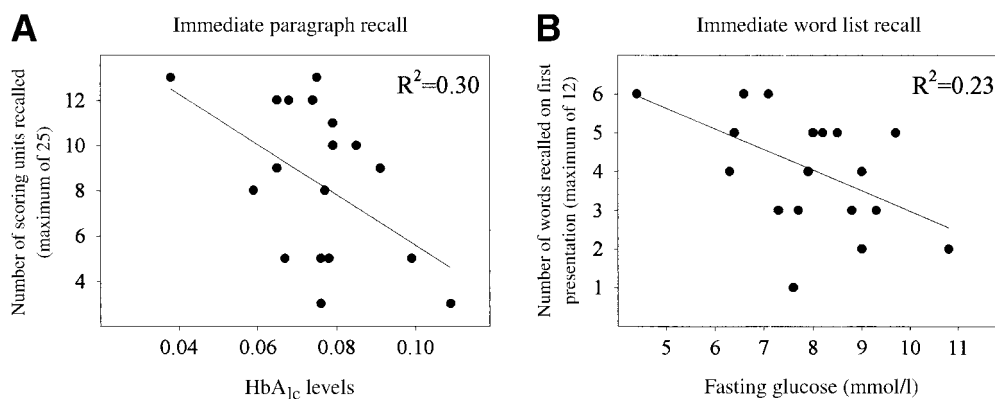 A
Immediate paragraph recall
R²=0.30
Number of scoring units recalled
(maximum of 25)
12
10
8
6
4
0.04 0.06 0.08 0.10
HbA1c levels
B
Immediate word list recall
R²=0.23
Number of words recalled on first
presentation (maximum of 12)
6
5
4
3
2
1
5 6 7 8 9 10 11
Fasting glucose (mmol/l)